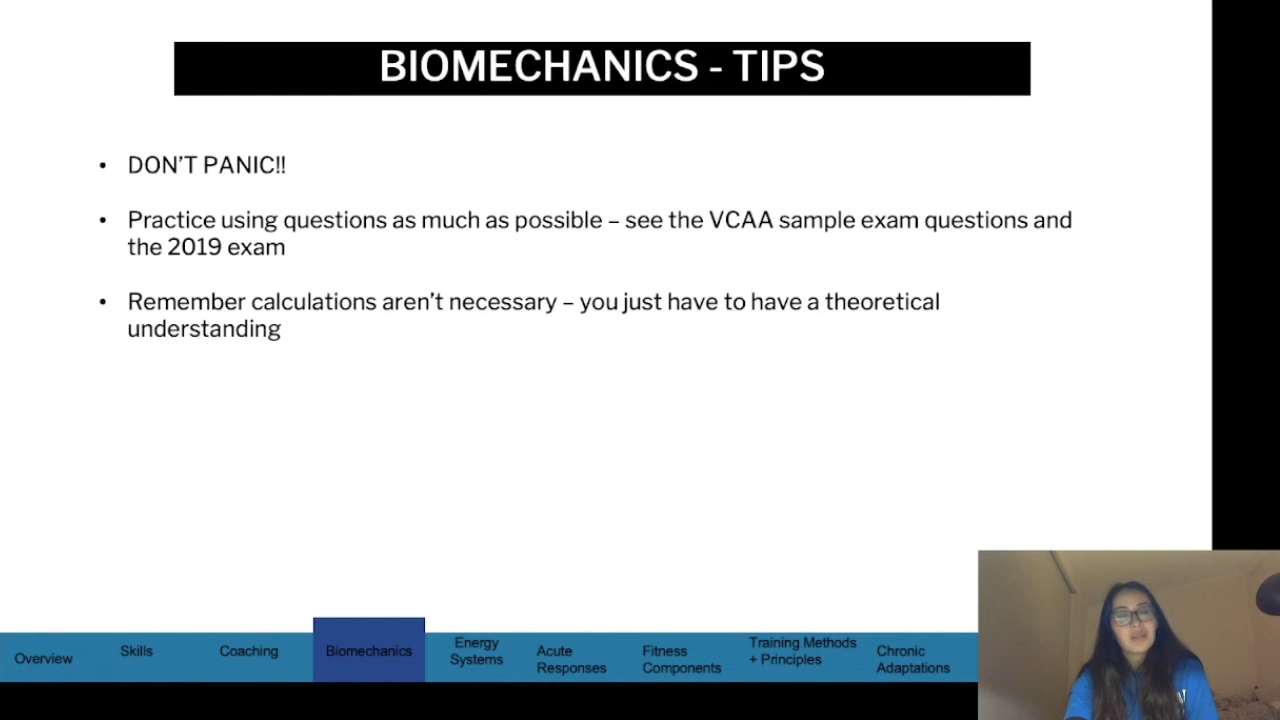 BIOMECHANICS - TIPS
• DON'T PANIC!!
• Practice using questions as much as possible – see the VCAA sample exam questions and
the 2019 exam
• Remember calculations aren't necessary – you just have to have a theoretical
understanding
Overview
Skills
Coaching
Biomechanics
Energy
Systems
Acute
Responses
Fitness
Components
Training Methods
+ Principles
Chronic
Adaptations